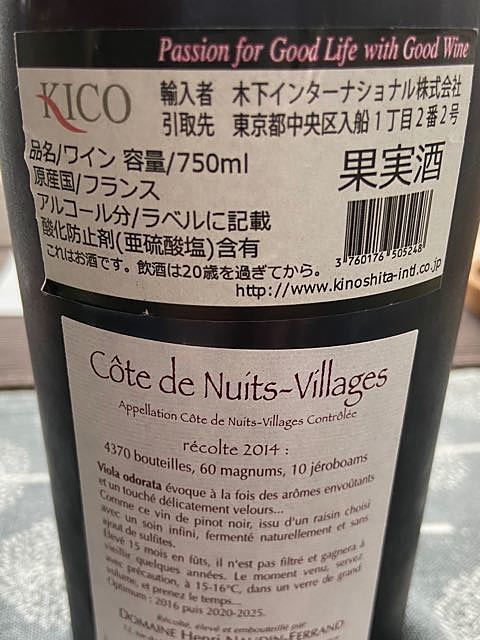 Passion for Good Life with Good Wine
KICO
輸入者 木下インターナショナル株式会社
引取先 東京都中央区入船1丁目2番2号
品名/ワイン 容量/750ml
原産国/フランス
果実酒
アルコール分/ラベルに記載
酸化防止剤(亜硫酸塩)含有
これはお酒です。飲酒は20歳を過ぎてから。
3 760176 505248
http://www.kinoshita-intl.co.jp
Côte de Nuits-Villages
Appellation Côte de Nuits-Villages Contrôlée
récolte 2014 :
4370 bouteilles, 60 magnums, 10 jéroboams
Viola odorata évoque à la fois des arômes envoûtants
et un touché délicatement velours...
Comme ce vin de pinot noir, issu d'un raisin choisi
avec un soin infini, fermenté naturellement et sans
ajout de sulfites.
Élevé 15 mois en fûts, il n'est pas filtré et gagnera à
vieillir quelques années. Le moment venu, servez
avec précaution, à 15-16°C, dans un verre de grand
volume, et prenez le temps...
Optimum : 2016 puis 2020-2025.
Récolté, élevé et embouteillé par
Domaine Henri Naudin-Ferrand